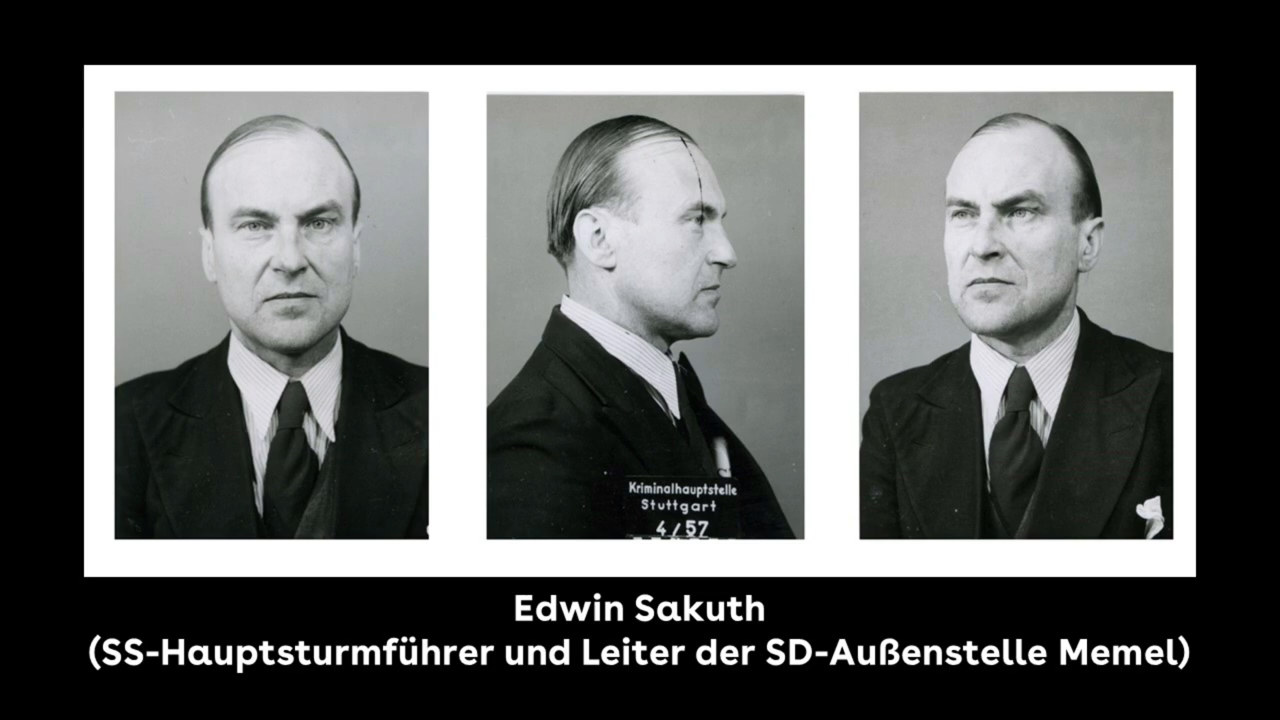 Kriminalhauptstelle
Stuttgart
4/57
Edwin Sakuth
(SS-Hauptsturmführer und Leiter der SD-Außenstelle Memel)